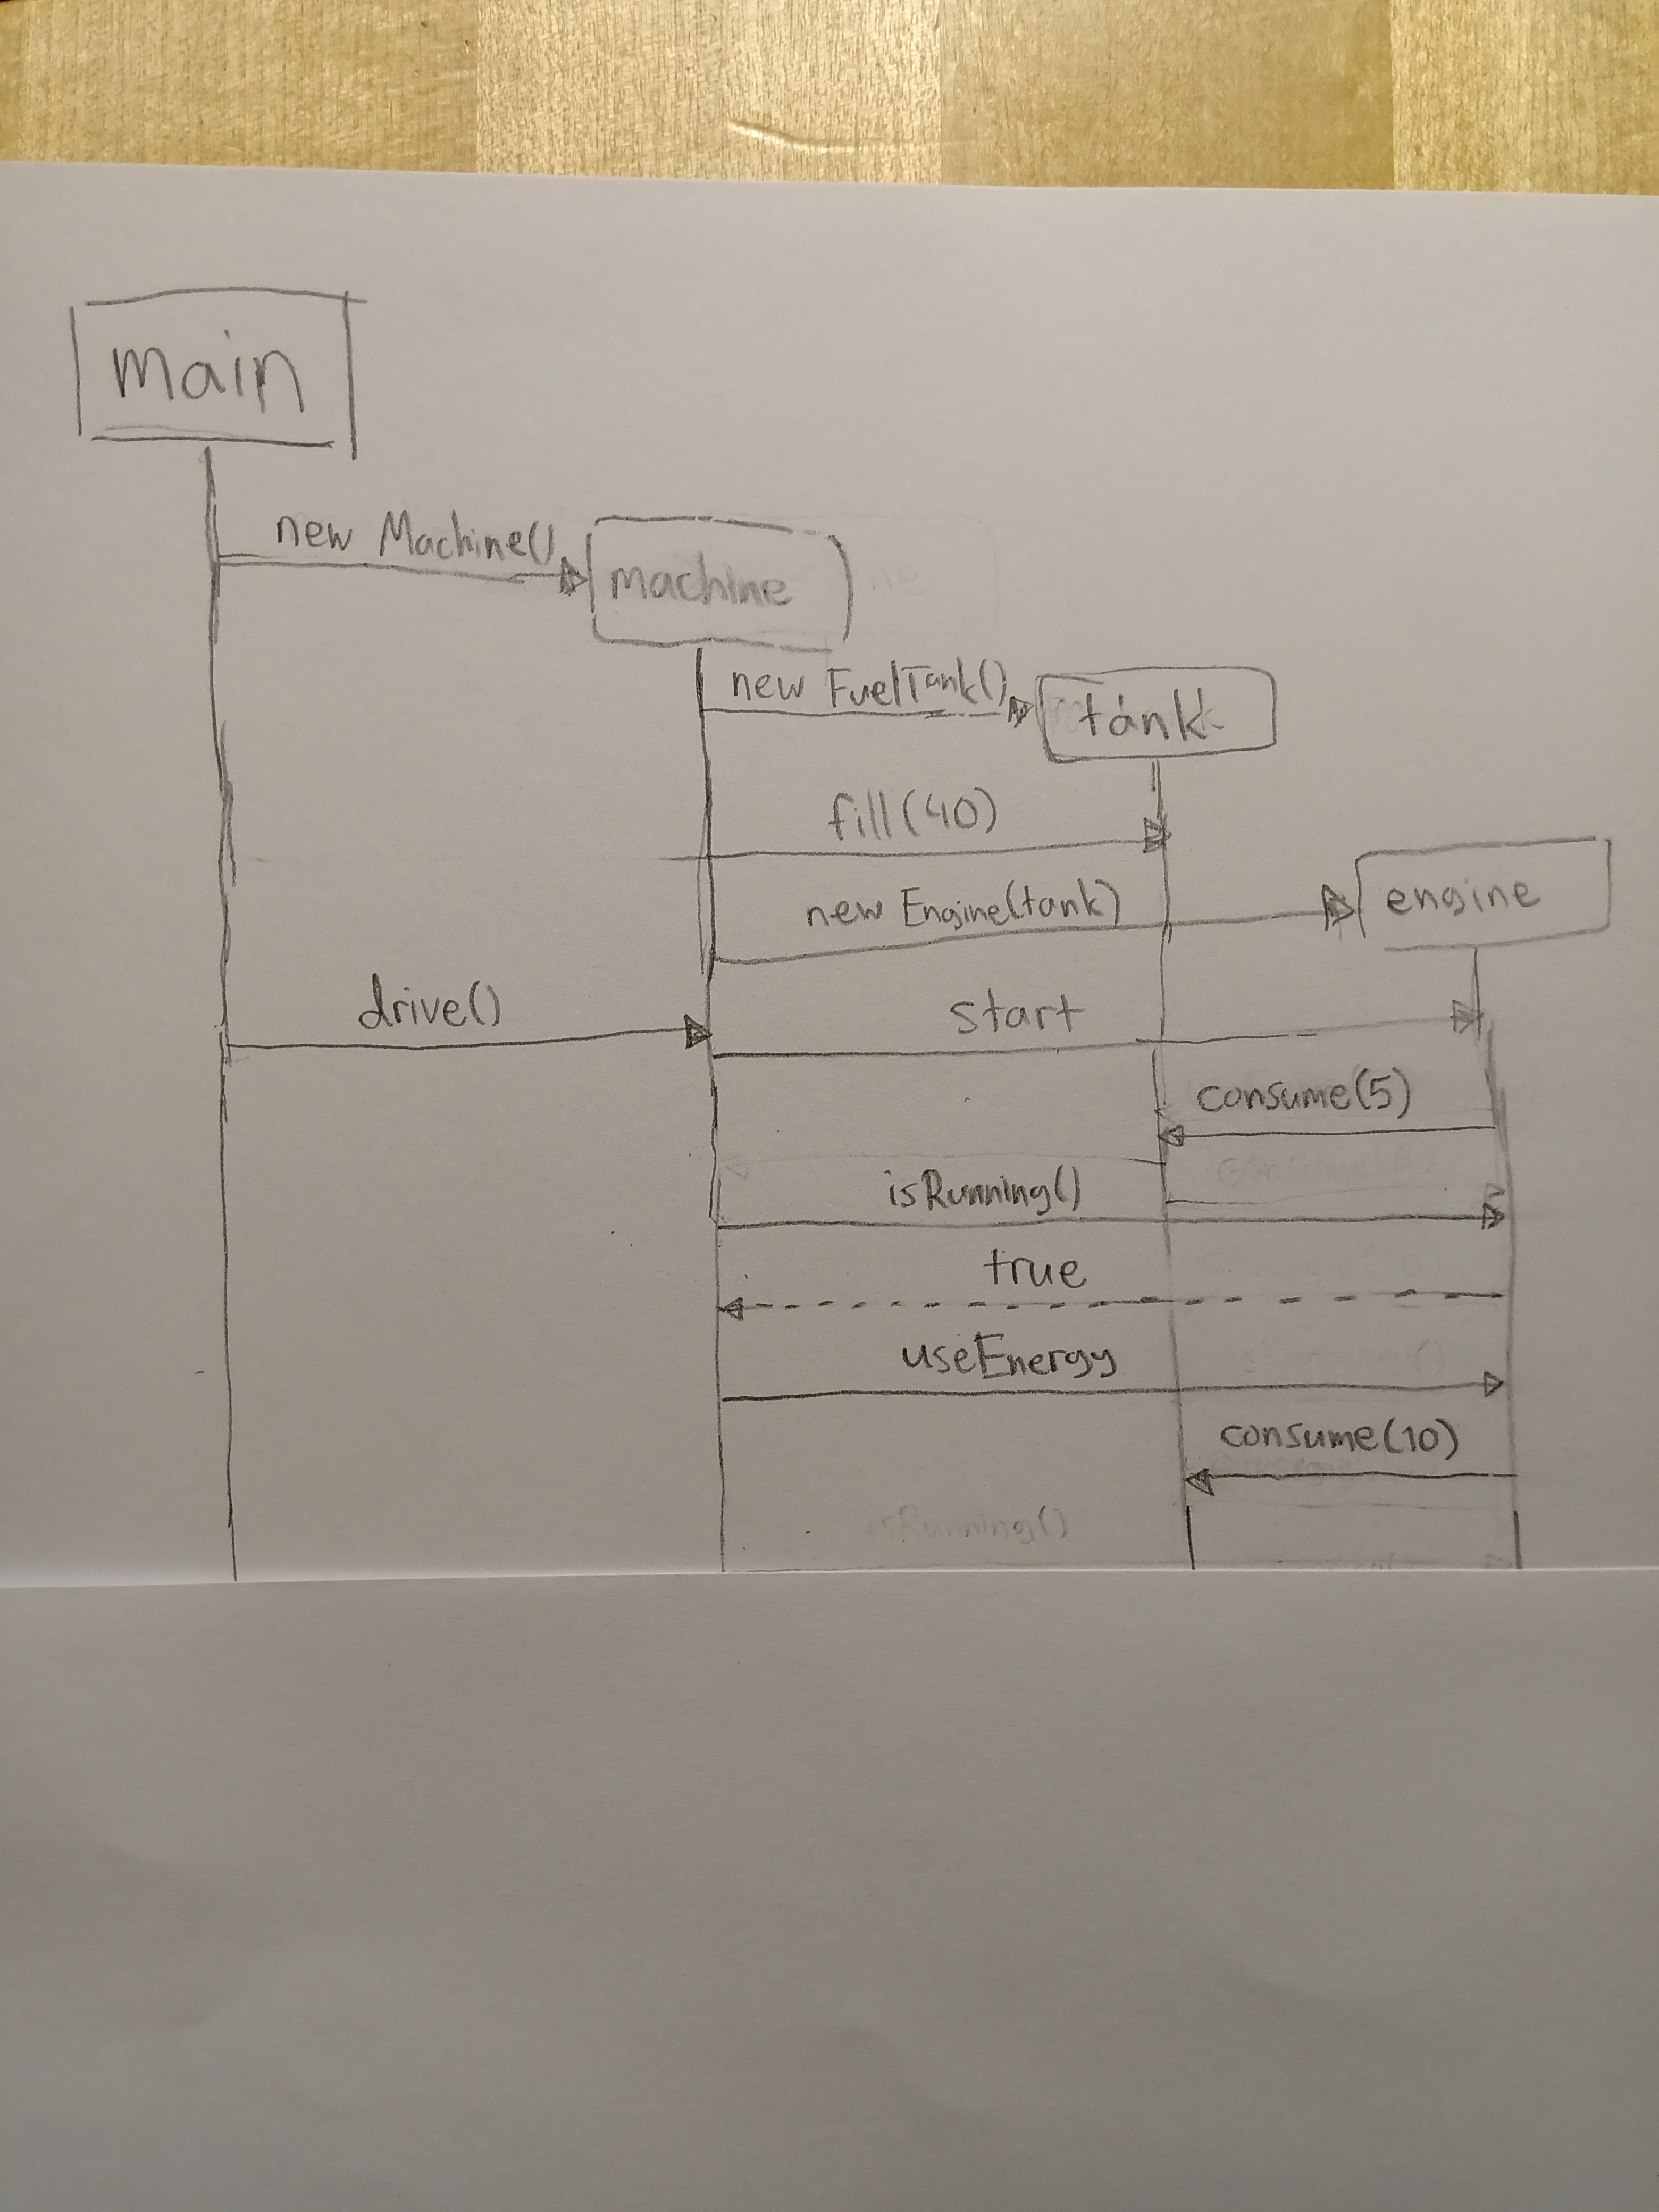 main
new Machine()
machine
new FuelTank()
tank
fill(40)
new Engine(tank)
engine
drive()
start
consume(5)
isRunning()
true
useEnergy
consume(10)
isRunning()